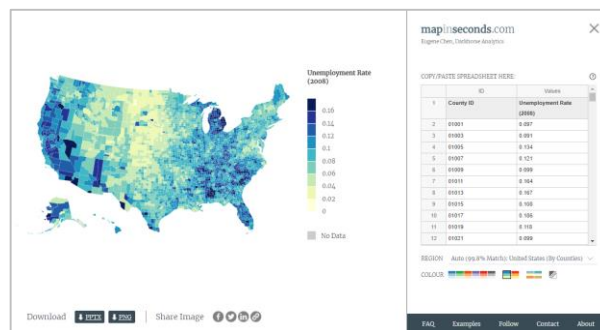 mapinseconds.com
Eugene Chen, Darkhorse Analytics
Unemployment Rate
(2008)
0.16
0.14
0.12
0.1
0.08
0.06
0.04
0.02
0
No Data
COPY/PASTE SPREADSHEET HERE:
ID Values
1 County ID Unemployment Rate
(2008)
2 01001 0.097
3 01003 0.091
4 01005 0.134
5 01007 0.121
6 01009 0.099
7 01011 0.164
8 01013 0.167
9 01015 0.108
10 01017 0.186
11 01019 0.118
12 01021 0.099
REGION Auto (99.8% Match): United States (By Counties)
COLOUR
Download PPTX PNG Share Image
FAQ Examples Follow Contact About